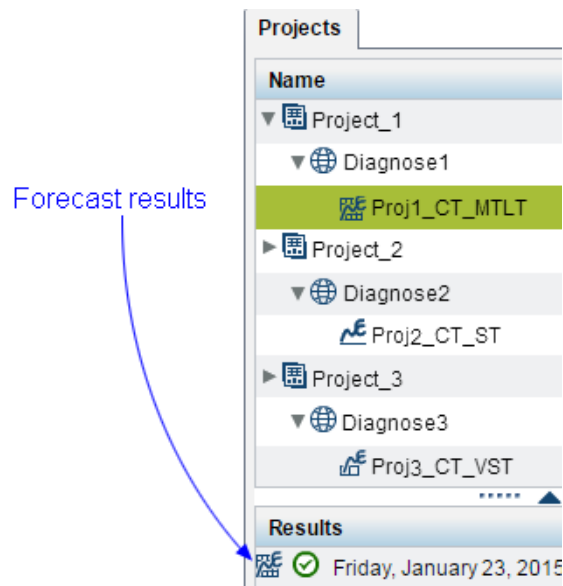 Projects
Name
Project_1
Diagnose1
Forecast results
Proj1_CT_MTLT
Project_2
Diagnose2
Proj2_CT_ST
Project_3
Diagnose3
Proj3_CT_VST
Results
Friday, January 23, 2015